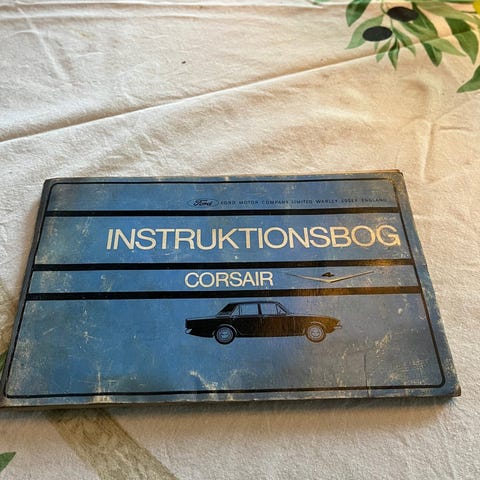 Ford FORD MOTOR COMPANY LIMITED WARLEY ESSEX ENGLAND
INSTRUKTIONSBOG
CORSAIR